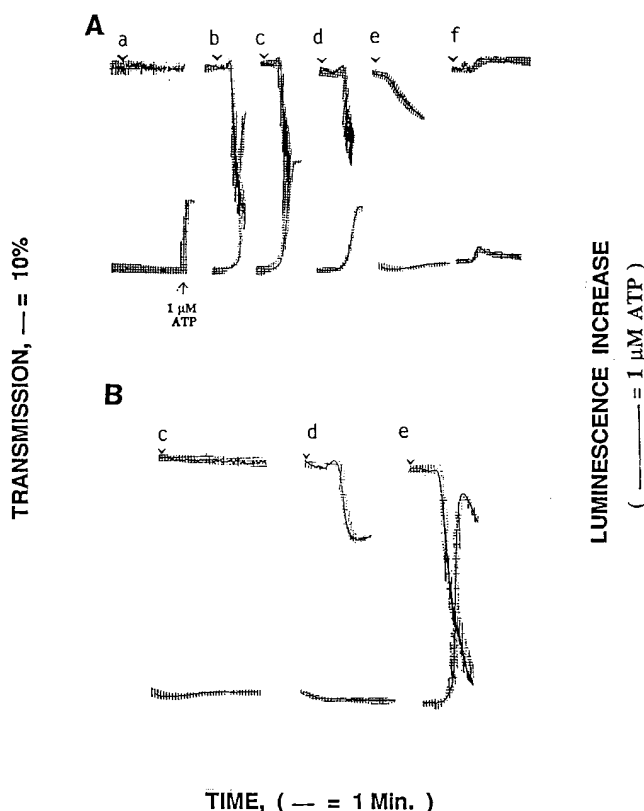 A
a b c d e f
1 µM
ATP
TRANSMISSION, — = 10%
LUMINESCENCE INCREASE
( ——— = 1 µM ATP )
B
c d e
TIME, ( — = 1 Min. )